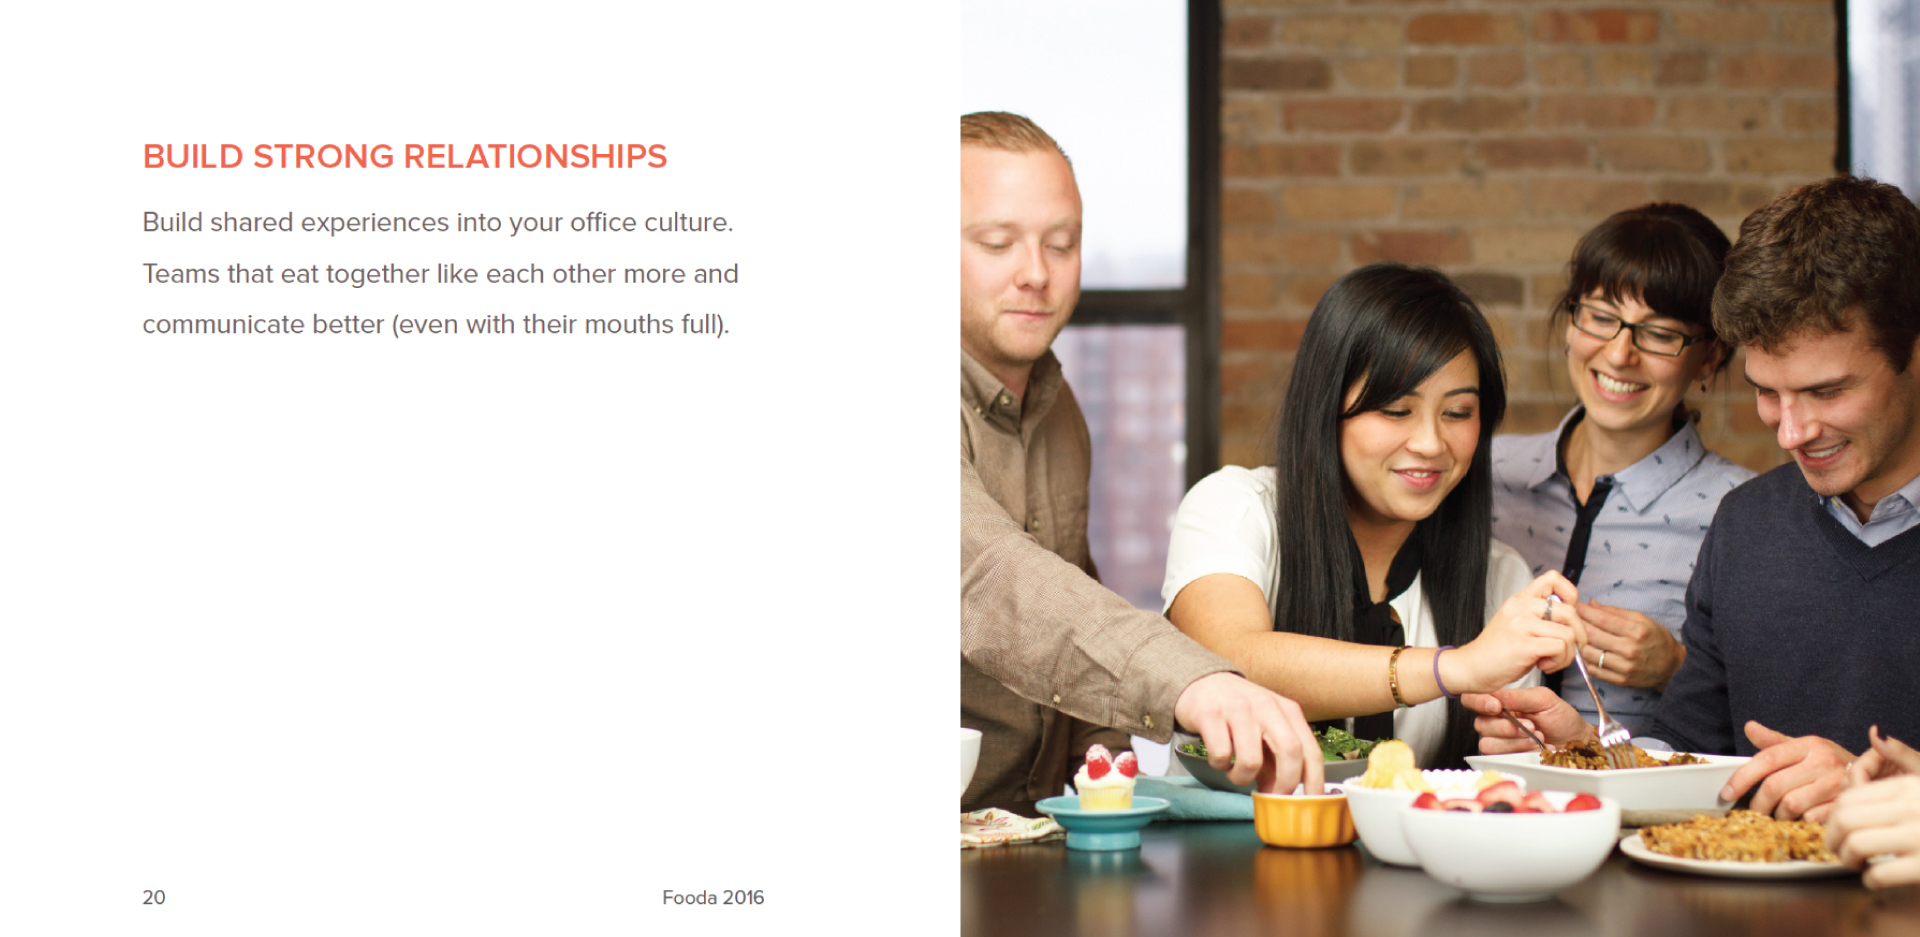 BUILD STRONG RELATIONSHIPS
Build shared experiences into your office culture.
Teams that eat together like each other more and
communicate better (even with their mouths full).
20
Fooda 2016